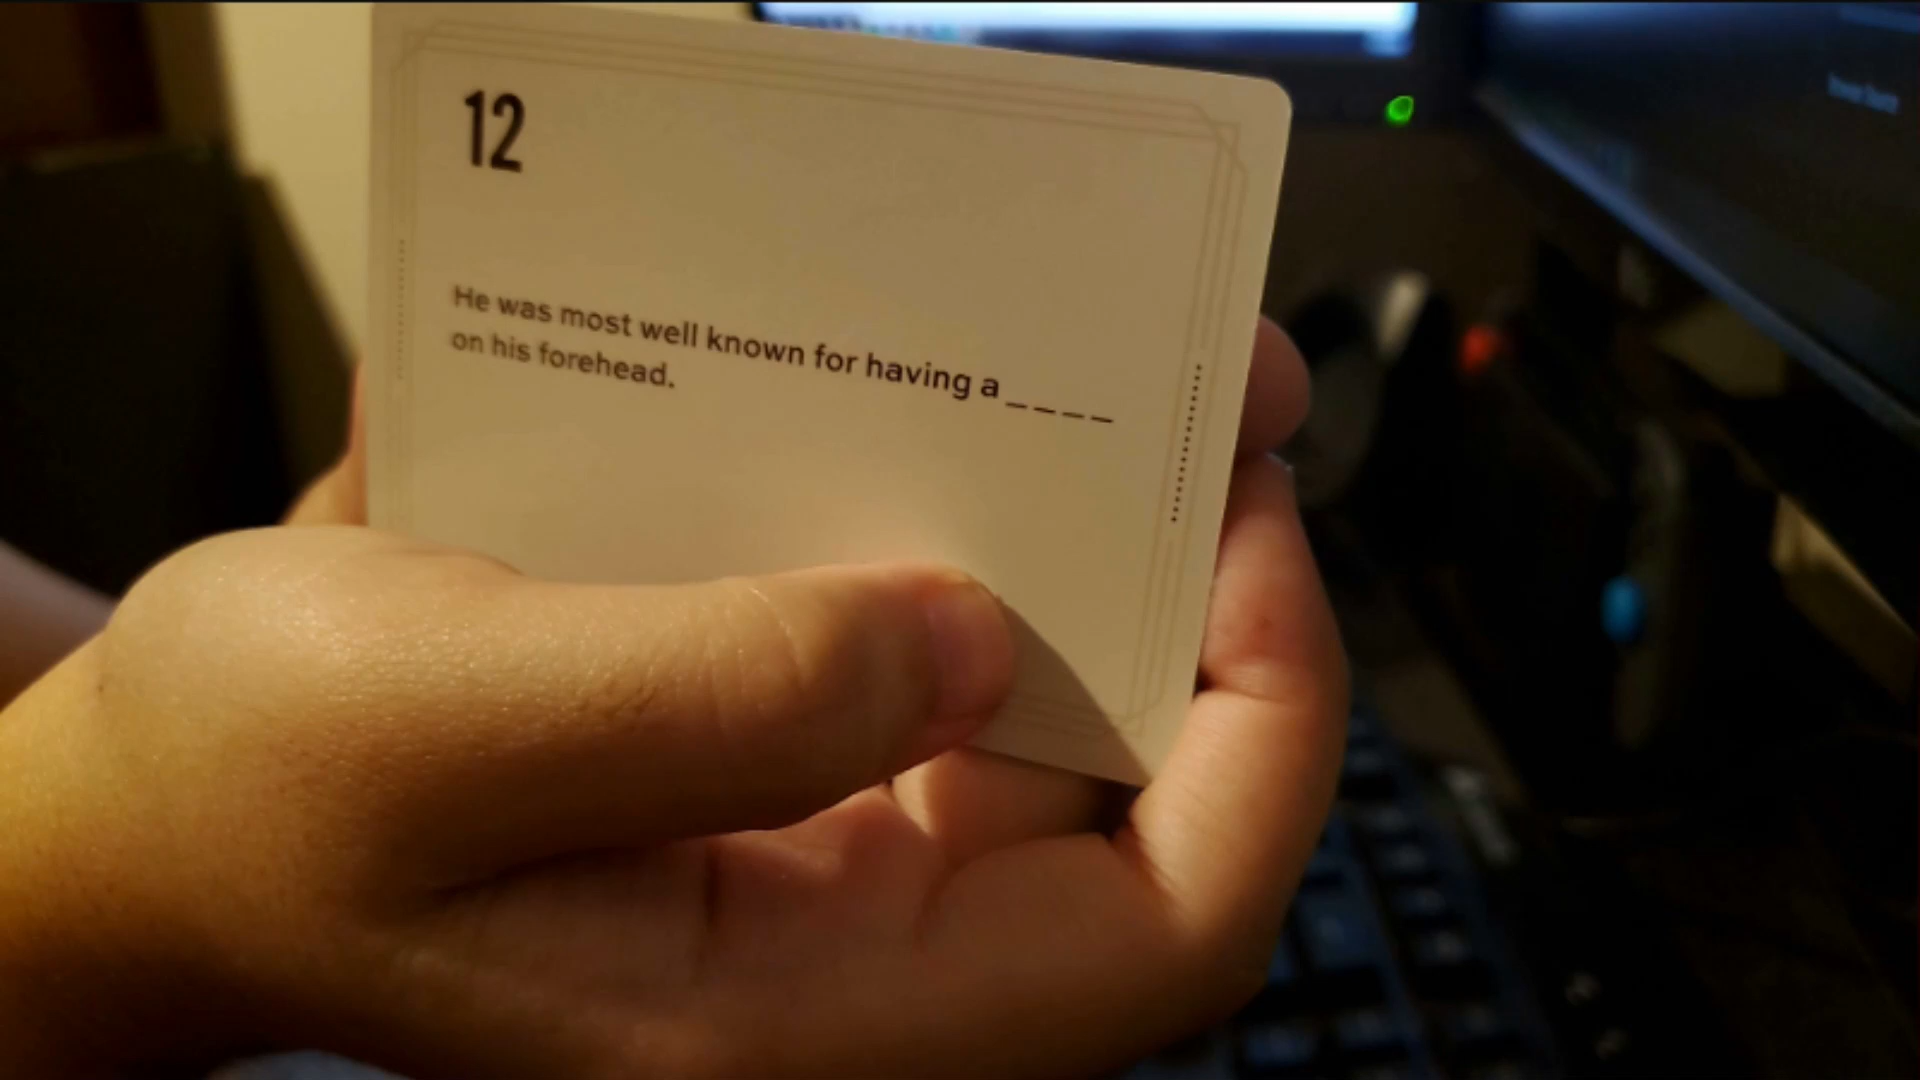 12
He was most well known for having a _ _ _ _
on his forehead.